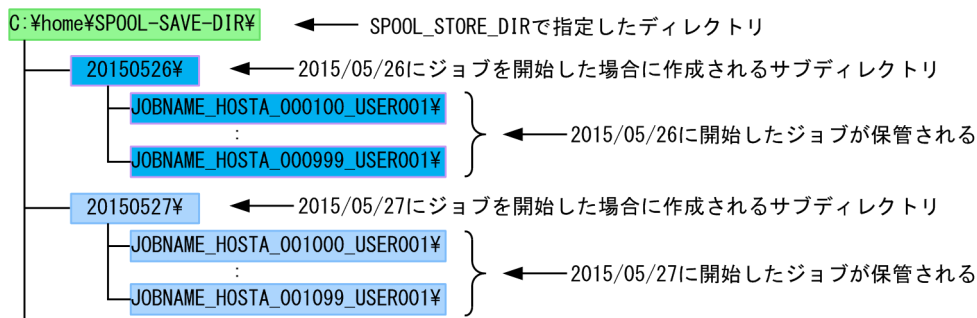 C:¥home¥SPOOL-SAVE-DIR¥ SPOOL_STORE_DIRで指定したディレクトリ
20150526¥ 2015/05/26にジョブを開始した場合に作成されるサブディレクトリ
JOBNAME_HOSTA_000100_USER001¥
:
2015/05/26に開始したジョブが保管される
JOBNAME_HOSTA_000999_USER001¥
20150527¥ 2015/05/27にジョブを開始した場合に作成されるサブディレクトリ
JOBNAME_HOSTA_001000_USER001¥
:
2015/05/27に開始したジョブが保管される
JOBNAME_HOSTA_001099_USER001¥